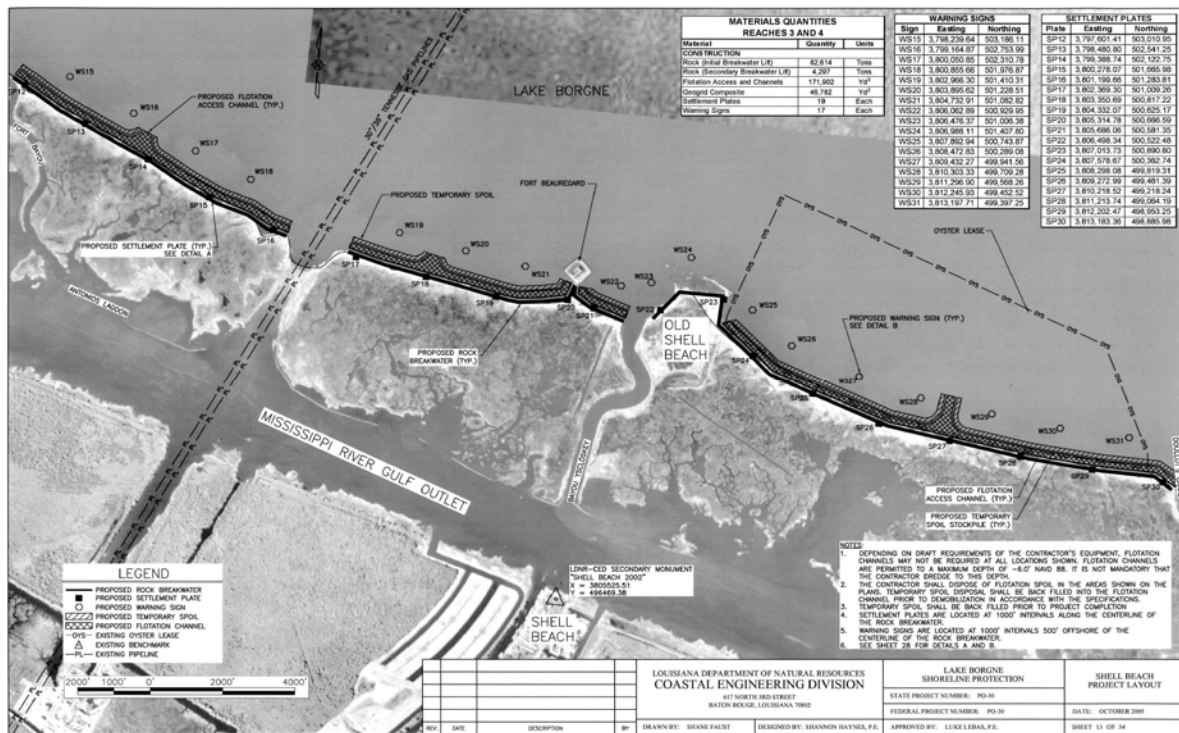 MATERIALS QUANTITIES
REACHES 3 AND 4
Material Quantity Units
CONSTRUCTION
Rock (Initial Breakwater Lift) 82,614 Tons
Rock (Secondary Breakwater Lift) 4,297 Tons
Flotation Access and Channels 171,902 Yd³
Geogrid Composite 46,782 Yd²
Settlement Plates 19 Each
Warning Signs 17 Each
WARNING SIGNS
Sign Easting Northing
WS15 3,798,239.64 503,186.11
WS16 3,799,164.87 502,753.99
WS17 3,800,050.85 502,310.78
WS18 3,800,855.66 501,976.87
WS19 3,802,966.30 501,410.31
WS20 3,803,895.62 501,228.51
WS21 3,804,732.91 501,082.82
WS22 3,806,062.89 500,929.95
WS23 3,806,476.37 501,006.38
WS24 3,806,988.11 501,407.80
WS25 3,807,892.94 500,743.87
WS26 3,808,472.83 500,289.08
WS27 3,809,432.27 499,941.56
WS28 3,810,303.33 499,709.28
WS29 3,811,296.90 499,568.26
WS30 3,812,245.93 499,452.52
WS31 3,813,197.71 499,397.25
SETTLEMENT PLATES
Plate Easting Northing
SP12 3,797,601.41 503,010.95
SP13 3,798,480.80 502,541.25
SP14 3,799,388.74 502,122.75
SP15 3,800,278.07 501,665.98
SP16 3,801,199.66 501,283.81
SP17 3,802,369.30 501,009.26
SP18 3,803,350.69 500,817.22
SP19 3,804,332.07 500,625.17
SP20 3,805,314.78 500,666.59
SP21 3,805,686.06 500,581.35
SP22 3,806,498.34 500,522.48
SP23 3,807,013.73 500,890.80
SP24 3,807,578.67 500,362.74
SP25 3,808,298.08 499,819.31
SP26 3,809,272.99 499,461.39
SP27 3,810,218.52 499,218.24
SP28 3,811,213.74 499,064.19
SP29 3,812,202.47 498,953.25
SP30 3,813,183.36 498,885.98
LAKE BORGNE
30"/36" TENNESSEE GAS PIPELINES
WS15
WS16
WS17
WS18
WS19
WS20
WS21
WS22
WS23
WS24
WS25
WS26
WS27
WS28
WS29
WS30
WS31
SP12
SP13
SP14
SP15
SP16
SP17
SP18
SP19
SP20
SP21
SP22
SP23
SP24
SP25
SP26
SP27
SP28
SP29
SP30
PROPOSED FLOTATION
ACCESS CHANNEL (TYP.)
FORT BAYOU
PROPOSED TEMPORARY SPOIL
FORT BEAUREGARD
OYSTER LEASE
PROPOSED SETTLEMENT PLATE (TYP.)
SEE DETAIL A
ANTONIOS LAGOON
PROPOSED ROCK
BREAKWATER (TYP.)
OLD
SHELL
BEACH
PROPOSED WARNING SIGN (TYP.)
SEE DETAIL B
MISSISSIPPI RIVER GULF OUTLET
BAYOU YSCLOSKEY
PROPOSED FLOTATION
ACCESS CHANNEL (TYP.)
PROPOSED TEMPORARY
SPOIL STOCKPILE (TYP.)
LDNR-CED SECONDARY MONUMENT
"SHELL BEACH 2002"
X = 3805525.51
Y = 496469.38
SHELL
BEACH
LEGEND
PROPOSED ROCK BREAKWATER
PROPOSED SETTLEMENT PLATE
PROPOSED WARNING SIGN
PROPOSED TEMPORARY SPOIL
PROPOSED FLOTATION CHANNEL
OYS EXISTING OYSTER LEASE
EXISTING BENCHMARK
PL EXISTING PIPELINE
2000' 1000' 0' 2000' 4000'
NOTES:
1. DEPENDING ON DRAFT REQUIREMENTS OF THE CONTRACTOR'S EQUIPMENT, FLOTATION
CHANNELS MAY NOT BE REQUIRED AT ALL LOCATIONS SHOWN. FLOTATION CHANNELS
ARE PERMITTED TO A MAXIMUM DEPTH OF -6.0' NAVD 88. IT IS NOT MANDATORY THAT
THE CONTRACTOR DREDGE TO THIS DEPTH.
2. THE CONTRACTOR SHALL DISPOSE OF FLOTATION SPOIL IN THE AREAS SHOWN ON THE
PLANS. TEMPORARY SPOIL DISPOSAL SHALL BE BACK FILLED INTO THE FLOTATION
CHANNEL PRIOR TO DEMOBILIZATION IN ACCORDANCE WITH THE SPECIFICATIONS.
3. TEMPORARY SPOIL SHALL BE BACK FILLED PRIOR TO PROJECT COMPLETION
4. SETTLEMENT PLATES ARE LOCATED AT 1000' INTERVALS ALONG THE CENTERLINE OF
THE ROCK BREAKWATER.
5. WARNING SIGNS ARE LOCATED AT 1000' INTERVALS 500' OFFSHORE OF THE
CENTERLINE OF THE ROCK BREAKWATER.
6. SEE SHEET 28 FOR DETAILS A AND B.
REV. DATE DESCRIPTION BY
LOUISIANA DEPARTMENT OF NATURAL RESOURCES
COASTAL ENGINEERING DIVISION
617 NORTH 3RD STREET
BATON ROUGE, LOUISIANA 70802
DRAWN BY: SHANE FAUST
DESIGNED BY: SHANNON HAYNES, P.E.
LAKE BORGNE
SHORELINE PROTECTION
STATE PROJECT NUMBER: PO-30
FEDERAL PROJECT NUMBER: PO-30
APPROVED BY: LUKE LEBAS, P.E.
SHELL BEACH
PROJECT LAYOUT
DATE: OCTOBER 2005
SHEET 13 OF 34